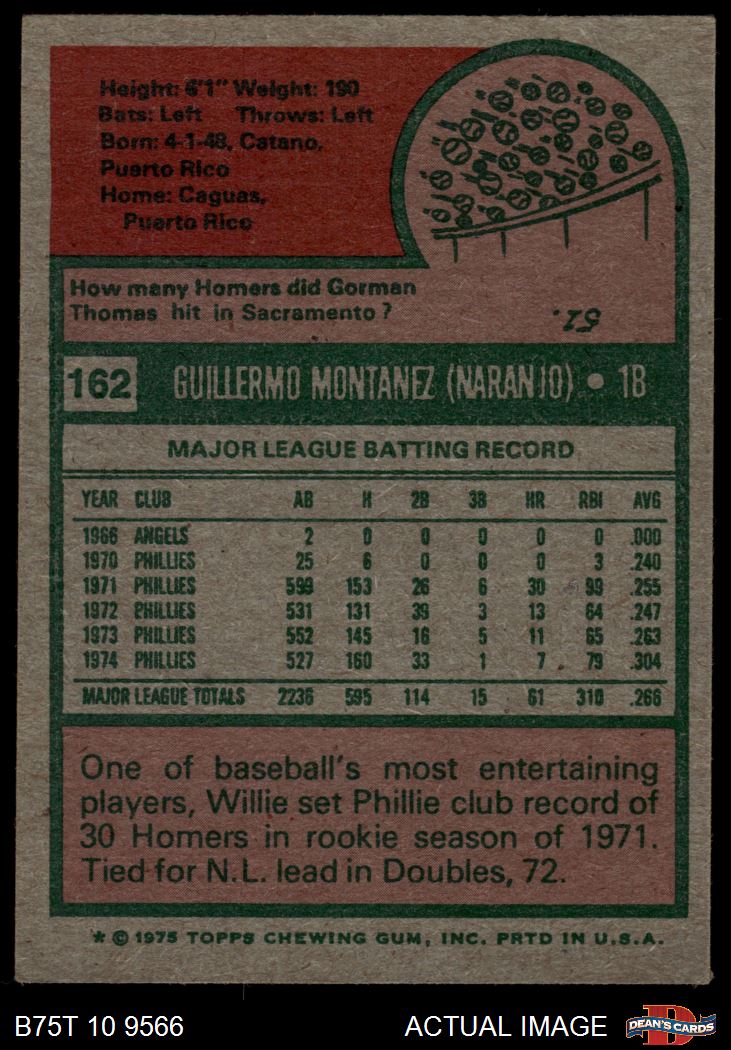 Height: 6'1" Weight: 190
Bats: Left Throws: Left
Born: 4-1-48, Catano,
Puerto Rico
Home: Caguas,
Puerto Rico
How many Homers did Gorman
Thomas hit in Sacramento?
51.
162 GUILLERMO MONTANEZ (NARANJO) • 1B
MAJOR LEAGUE BATTING RECORD
YEAR CLUB AB H 2B 3B HR RBI AVG
1966 ANGELS 2 0 0 0 0 0 .000
1970 PHILLIES 25 6 0 0 0 3 .240
1971 PHILLIES 599 153 26 6 30 99 .255
1972 PHILLIES 531 131 39 3 13 64 .247
1973 PHILLIES 552 145 16 5 11 65 .263
1974 PHILLIES 527 160 33 1 7 79 .304
MAJOR LEAGUE TOTALS 2236 595 114 15 61 310 .266
One of baseball's most entertaining
players, Willie set Phillie club record of
30 Homers in rookie season of 1971.
Tied for N.L. lead in Doubles, 72.
* © 1975 TOPPS CHEWING GUM, INC. PRTD IN U.S.A.
B75T 10 9566 ACTUAL IMAGE DEAN'S CARDS